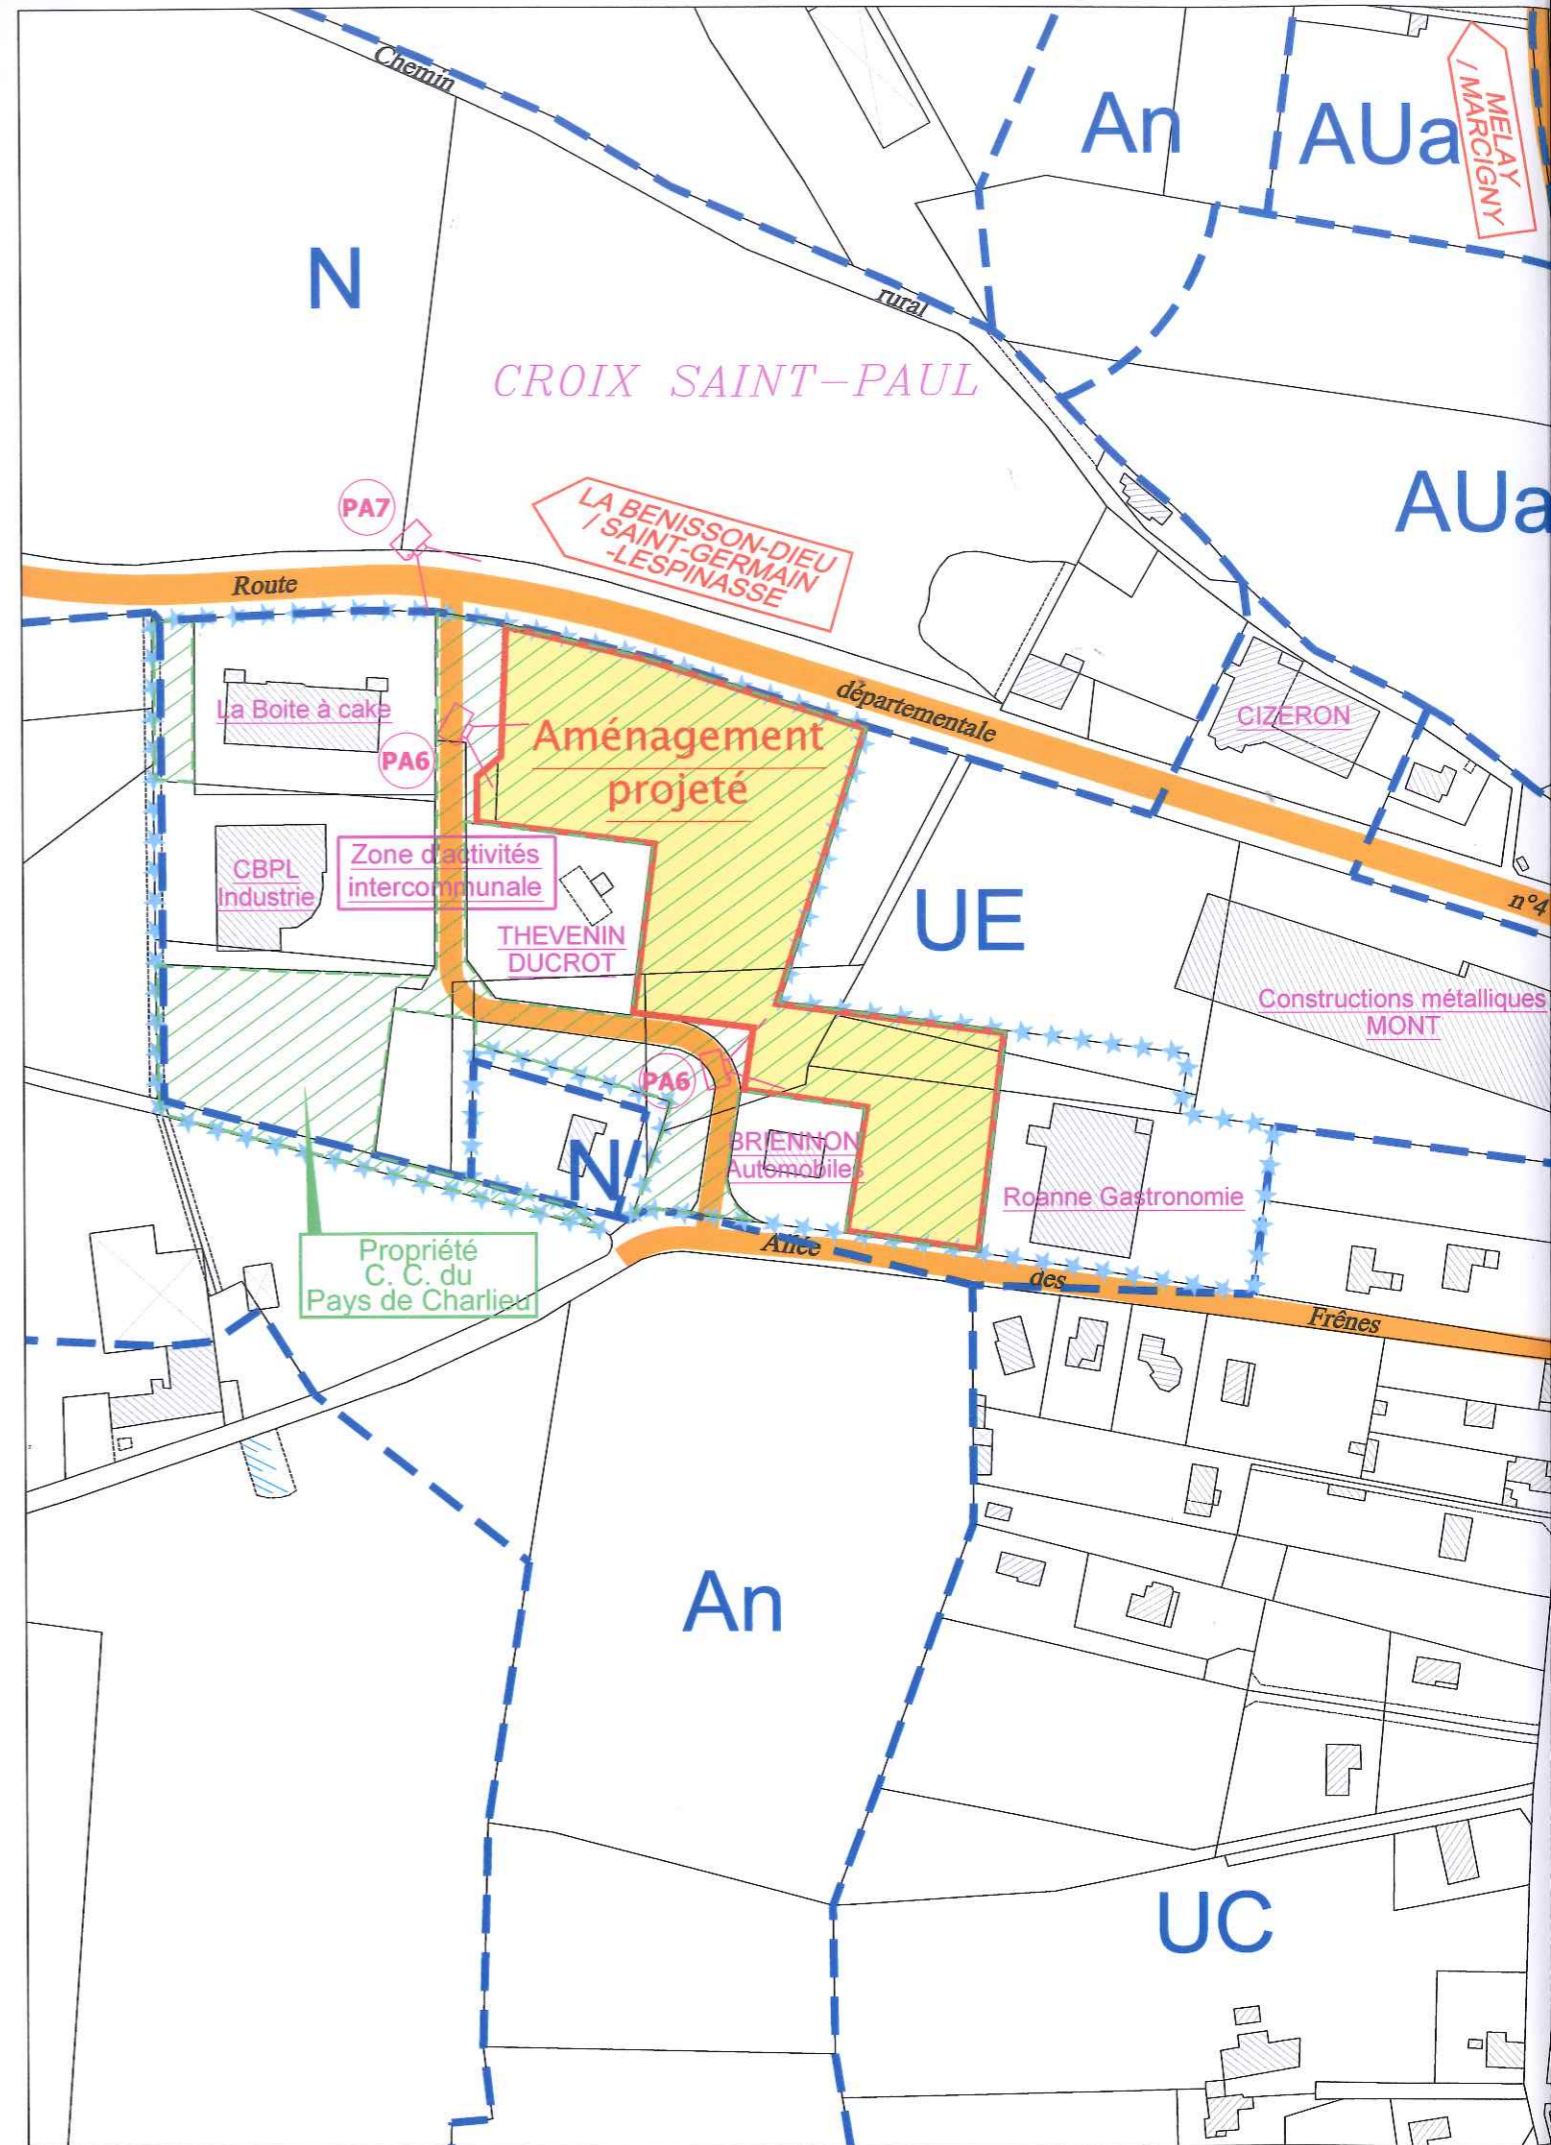 Chemin
An
AUa
MELAY
/ MARCIGNY
N
rural
CROIX SAINT-PAUL
AUa
PA7
LA BENISSON-DIEU
/ SAINT-GERMAIN
-LESPINASSE
Route
départementale
La Boite à cake
PA6
Aménagement
projeté
CIZERON
CBPL
Industrie
Zone d'activités
intercommunale
THEVENIN
DUCROT
UE
n°4
Constructions métalliques
MONT
PA6
N
BRIENNON
Automobiles
Roanne Gastronomie
Propriété
C. C. du
Pays de Charlieu
Allée
des
Frênes
An
UC